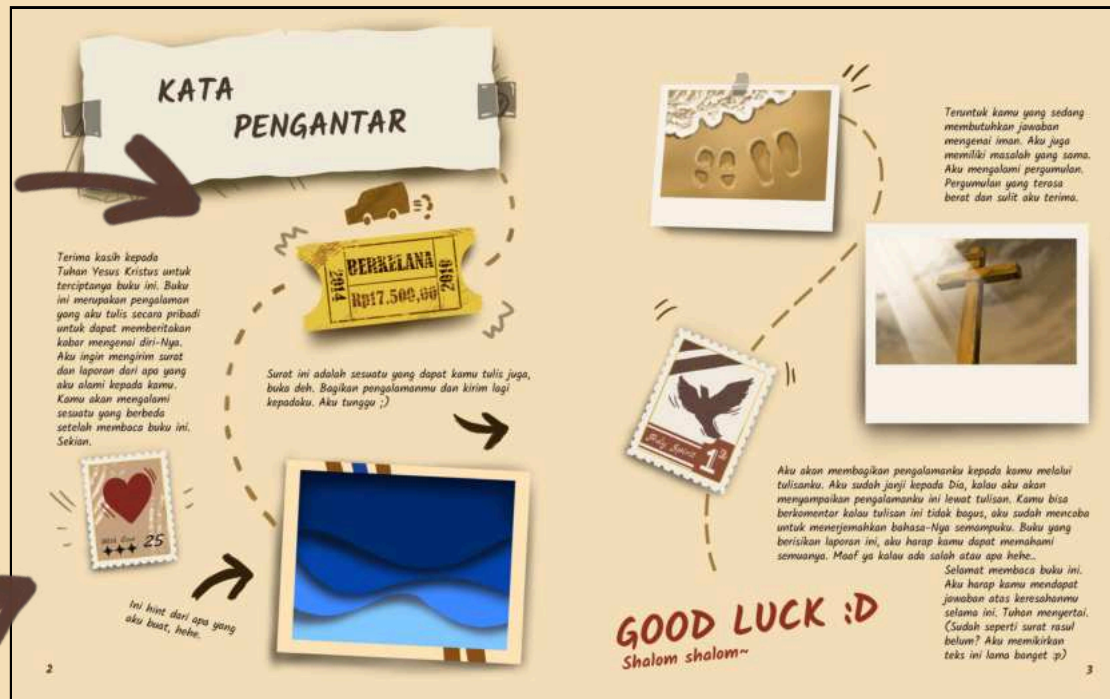 KATA
PENGANTAR
Terima kasih kepada
Tuhan Yesus Kristus untuk
terciptanya buku ini. Buku
ini merupakan pengalaman
yang aku tulis secara pribadi
untuk dapat memberitakan
kabar mengenai diri-Nya.
Aku ingin mengirim surat
dan laporan dari apa yang
aku alami kepada kamu.
Kamu akan mengalami
sesuatu yang berbeda
setelah membaca buku ini.
Sekian.
2014
BERKELANA
Rp17.500,00
2019
Surat ini adalah sesuatu yang dapat kamu tulis juga,
buka deh. Bagikan pengalamanmu dan kirim lagi
kepadaku. Aku tunggu ;)
25
Ini hint dari apa yang
aku buat, hehe.
2
Teruntuk kamu yang sedang
membutuhkan jawaban
mengenai iman. Aku juga
memiliki masalah yang sama.
Aku mengalami pergumulan.
Pergumulan yang terasa
berat dan sulit aku terima.
Holy Spirit
1
Aku akan membagikan pengalamanku kepada kamu melalui
tulisanku. Aku sudah janji kepada Dia, kalau aku akan
menyampaikan pengalamanku ini lewat tulisan. Kamu bisa
berkomentar kalau tulisan ini tidak bagus, aku sudah mencoba
untuk menerjemahkan bahasa-Nya semampuku. Buku yang
berisikan laporan ini, aku harap kamu dapat memahami
semuanya. Maaf ya kalau ada salah atau apa hehe..
Selamat membaca buku ini.
Aku harap kamu mendapat
jawaban atas keresahanmu
selama ini. Tuhan menyertai.
(Sudah seperti surat rasul
belum? Aku memikirkan
teks ini lama banget :p)
GOOD LUCK :D
Shalom shalom~
3